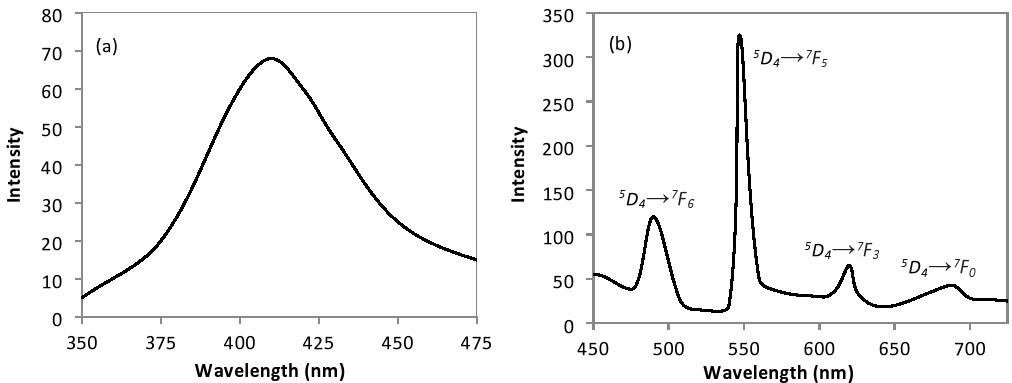 (a)
80
70
60
50
40
30
20
10
0
Intensity
350 375 400 425 450 475
Wavelength (nm)
(b)
350
300
250
200
150
100
50
0
Intensity
⁵D₄→⁷F₅
⁵D₄→⁷F₆
⁵D₄→⁷F₃
⁵D₄→⁷F₀
450 500 550 600 650 700
Wavelength (nm)